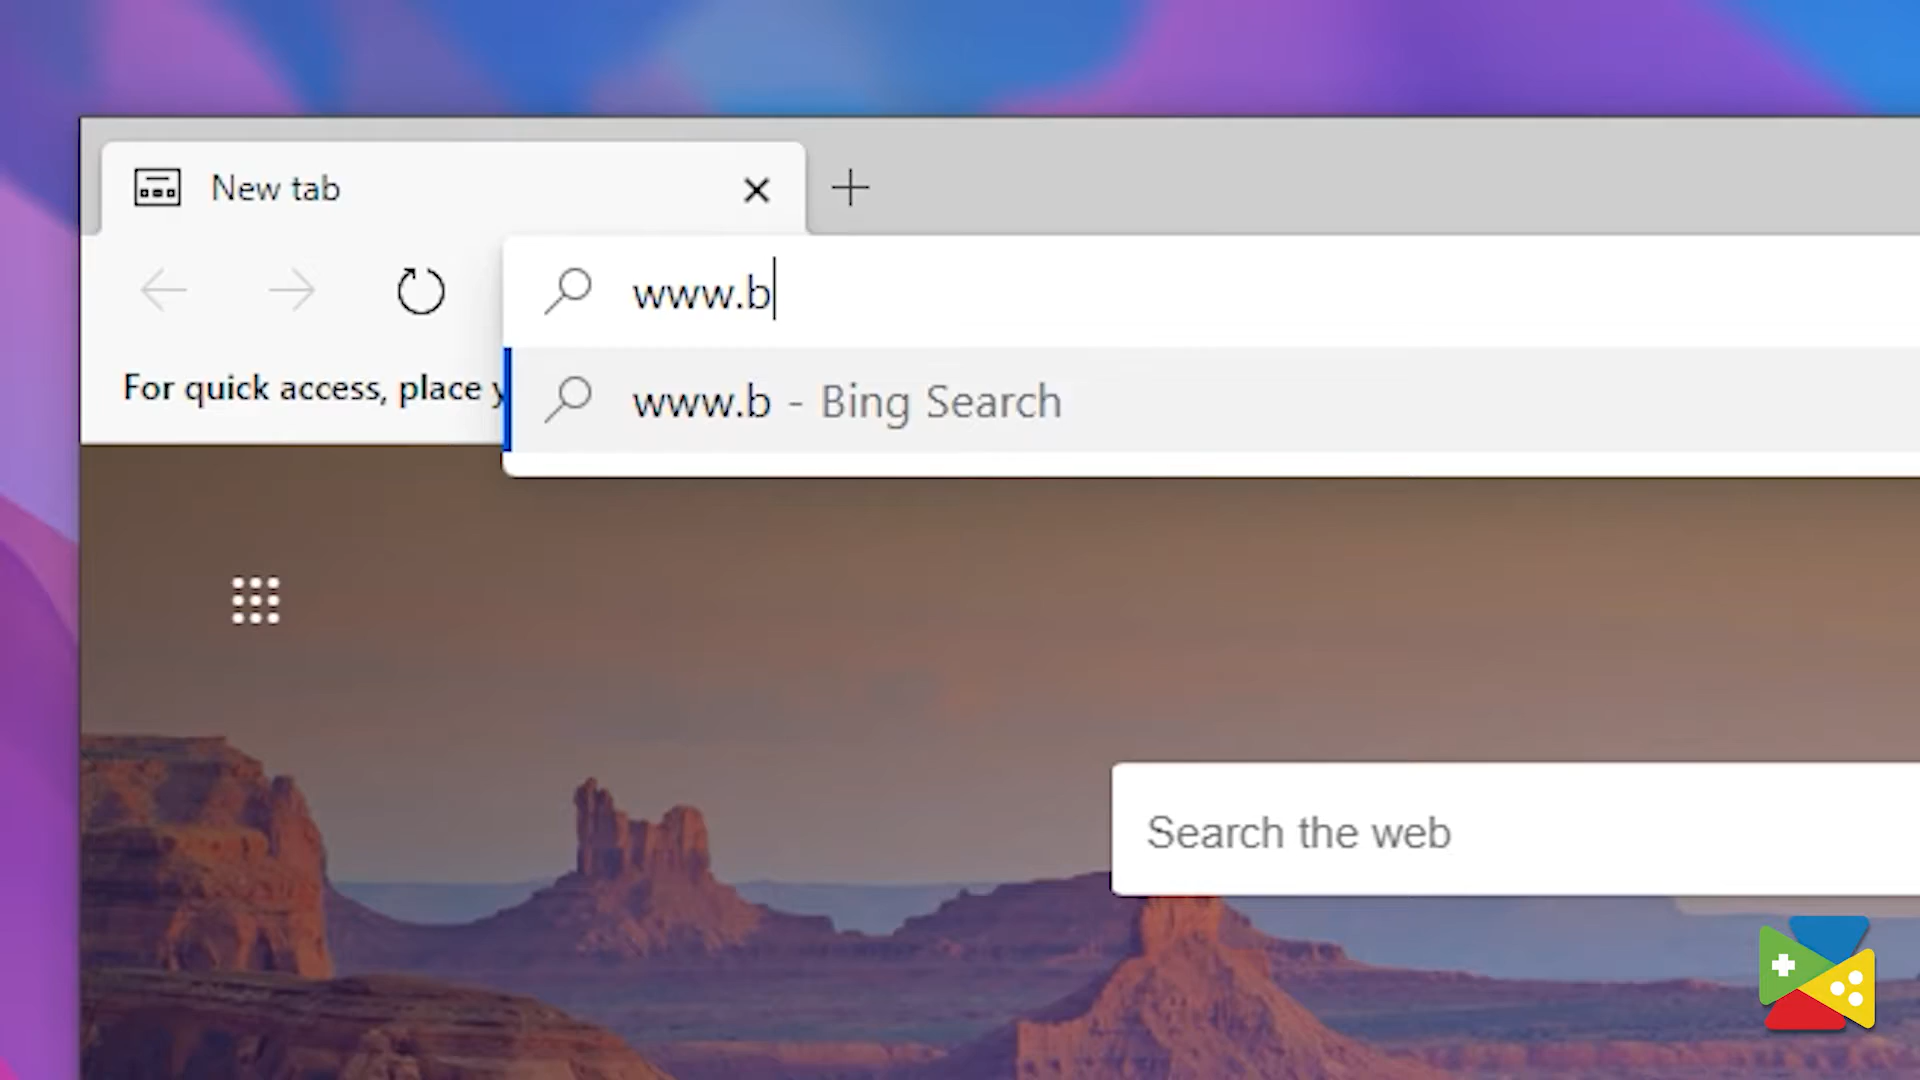 New tab
www.b
For quick access, place y
www.b - Bing Search
Search the web